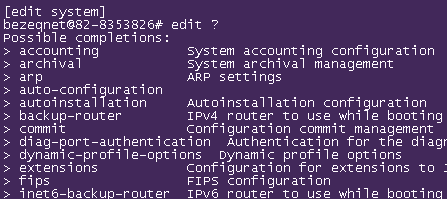 [edit system]
bezeqnet@82-8353826# edit ?
Possible completions:
> accounting           System accounting configuration
> archival             System archival management
> arp                  ARP settings
> auto-configuration
> autoinstallation     Autoinstallation configuration
> backup-router        IPv4 router to use while booting
> commit               Configuration commit management
> diag-port-authentication  Authentication for the diag
> dynamic-profile-options  Dynamic profile options
> extensions           Configuration for extensions to
> fips                 FIPS configuration
> inet6-backup-router  IPv6 router to use while booting